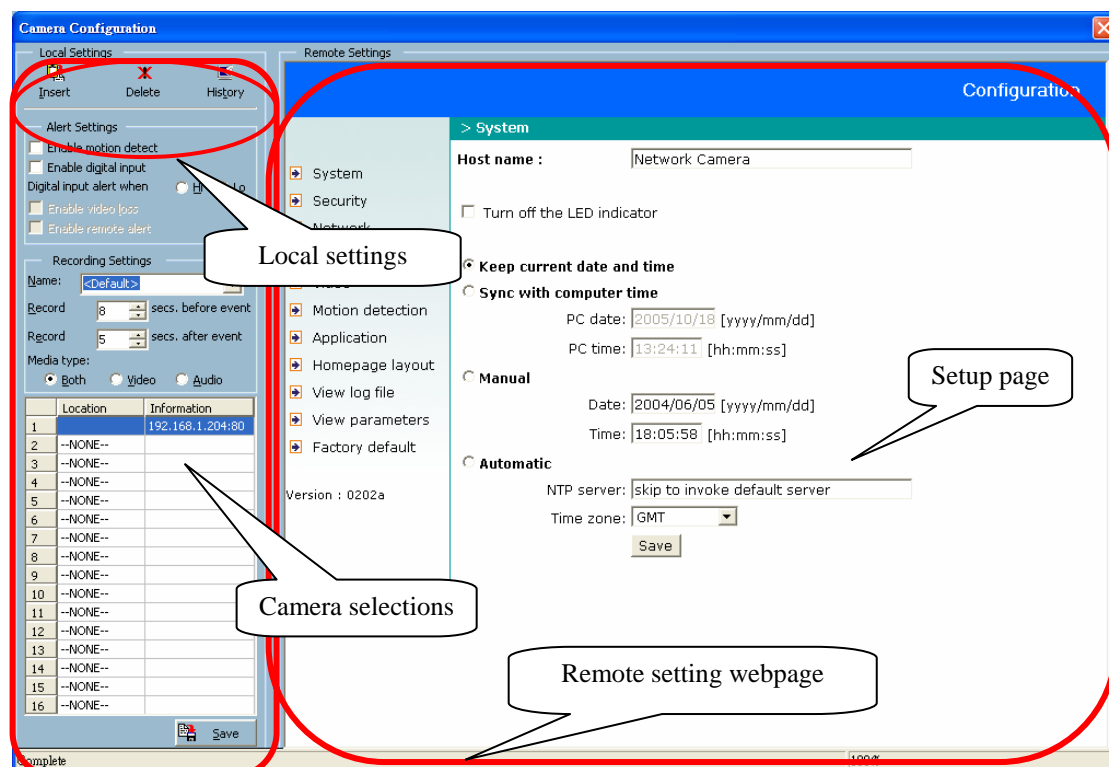 Camera Configuration
Local Settings
Insert Delete History
Alert Settings
Enable motion detect
Enable digital input
Digital input alert when
Enable video loss
Enable remote alert
Recording Settings
Name: <Default>
Record 8 secs. before event
Record 5 secs. after event
Media type:
Both Video Audio
Location Information
1 192.168.1.204:80
2 --NONE--
3 --NONE--
4 --NONE--
5 --NONE--
6 --NONE--
7 --NONE--
8 --NONE--
9 --NONE--
10 --NONE--
11 --NONE--
12 --NONE--
13 --NONE--
14 --NONE--
15 --NONE--
16 --NONE--
Save
Complete
Remote Settings
Configuration
System
Security
Network
Video
Motion detection
Application
Homepage layout
View log file
View parameters
Factory default
Version : 0202a
> System
Host name : Network Camera
Turn off the LED indicator
Keep current date and time
Sync with computer time
PC date: 2005/10/18 [yyyy/mm/dd]
PC time: 13:24:11 [hh:mm:ss]
Manual
Date: 2004/06/05 [yyyy/mm/dd]
Time: 18:05:58 [hh:mm:ss]
Automatic
NTP server: skip to invoke default server
Time zone: GMT
Save
100%
Local settings
Camera selections
Setup page
Remote setting webpage